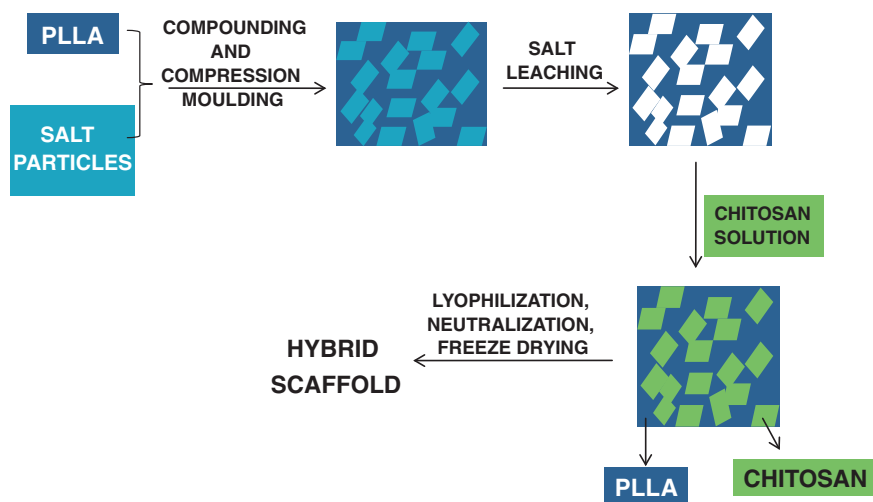 PLLA
SALT
PARTICLES
COMPOUNDING
AND
COMPRESSION
MOULDING
SALT
LEACHING
CHITOSAN
SOLUTION
LYOPHILIZATION,
NEUTRALIZATION,
FREEZE DRYING
HYBRID
SCAFFOLD
PLLA
CHITOSAN